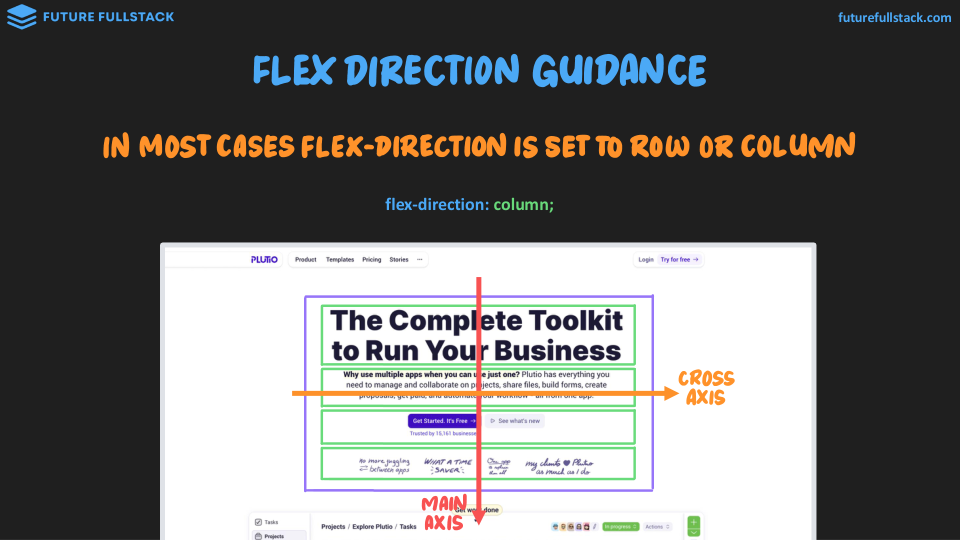 FUTURE FULLSTACK
futurefullstack.com
FLEX DIRECTION GUIDANCE
IN MOST CASES FLEX-DIRECTION IS SET TO ROW OR COLUMN
flex-direction: column;
PLUTIO
Product Templates Pricing Stories ···
Login Try for free →
The Complete Toolkit
to Run Your Business
Why use multiple apps when you can use just one? Plutio has everything you
need to manage and collaborate on projects, share files, build forms, create
proposals, get paid, and automate your workflow - all from one app.
CROSS
AXIS
Get Started. It's Free →
See what's new
Trusted by 15,161 businesses
No more juggling
between apps
WHAT A TIME
SAVER!
One app
to
them all
my clients ♥ Plutio
as much as I do
MAIN
AXIS
Get work done
Tasks
Projects
Projects / Explore Plutio / Tasks
In progress
Actions